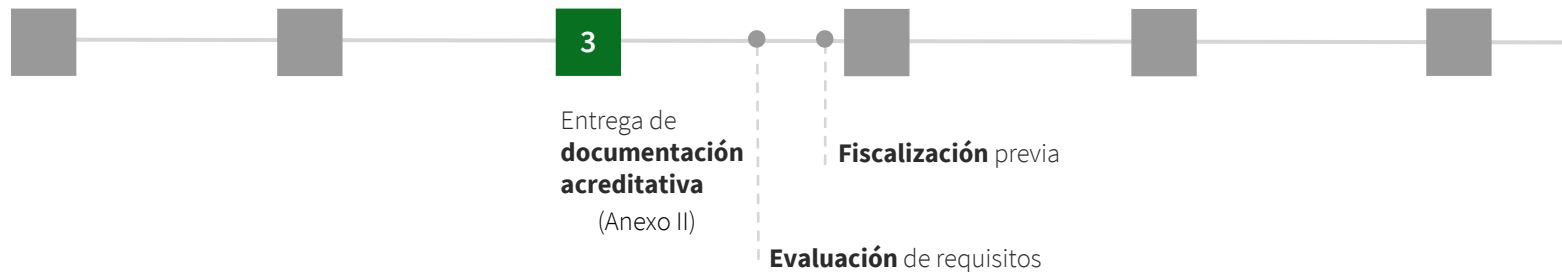 3
Entrega de
documentación
acreditativa
(Anexo II)
Fiscalización previa
Evaluación de requisitos